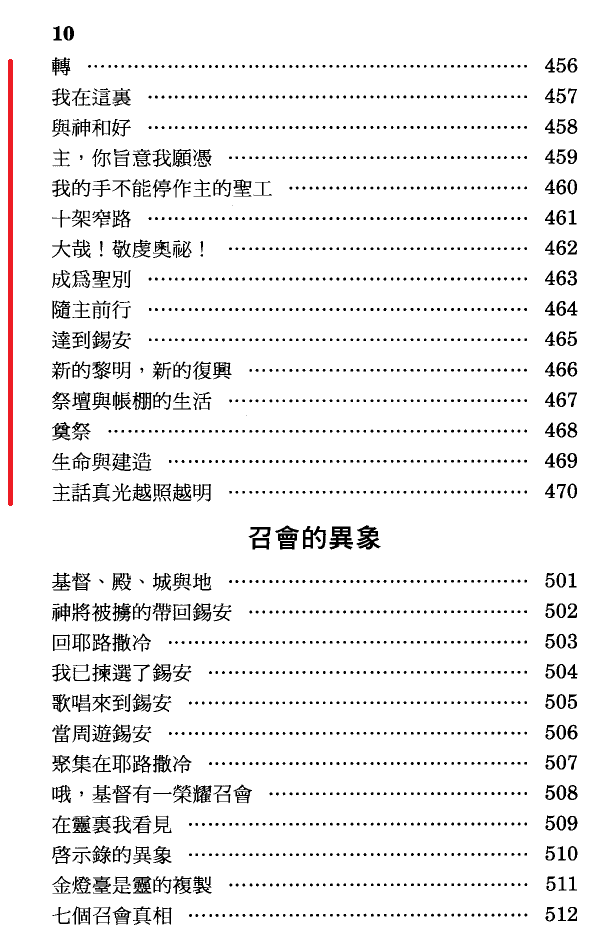 10
轉 ………………………………………………………… 456
我在這裏 ………………………………………………… 457
與神和好 ………………………………………………… 458
主，你旨意我願憑 ……………………………………… 459
我的手不能停作主的聖工 ……………………………… 460
十架窄路 ………………………………………………… 461
大哉！敬虔奧祕！ ……………………………………… 462
成爲聖別 ………………………………………………… 463
隨主前行 ………………………………………………… 464
達到錫安 ………………………………………………… 465
新的黎明，新的復興 …………………………………… 466
祭壇與帳棚的生活 ……………………………………… 467
奠祭 ……………………………………………………… 468
生命與建造 ……………………………………………… 469
主話真光越照越明 ……………………………………… 470
召會的異象
基督、殿、城與地 ……………………………………… 501
神將被擄的帶回錫安 …………………………………… 502
回耶路撒冷 ……………………………………………… 503
我已揀選了錫安 ………………………………………… 504
歌唱來到錫安 …………………………………………… 505
當周遊錫安 ……………………………………………… 506
聚集在耶路撒冷 ………………………………………… 507
哦，基督有一榮耀召會 ………………………………… 508
在靈裏我看見 …………………………………………… 509
啓示錄的異象 …………………………………………… 510
金燈臺是靈的複製 ……………………………………… 511
七個召會真相 …………………………………………… 512